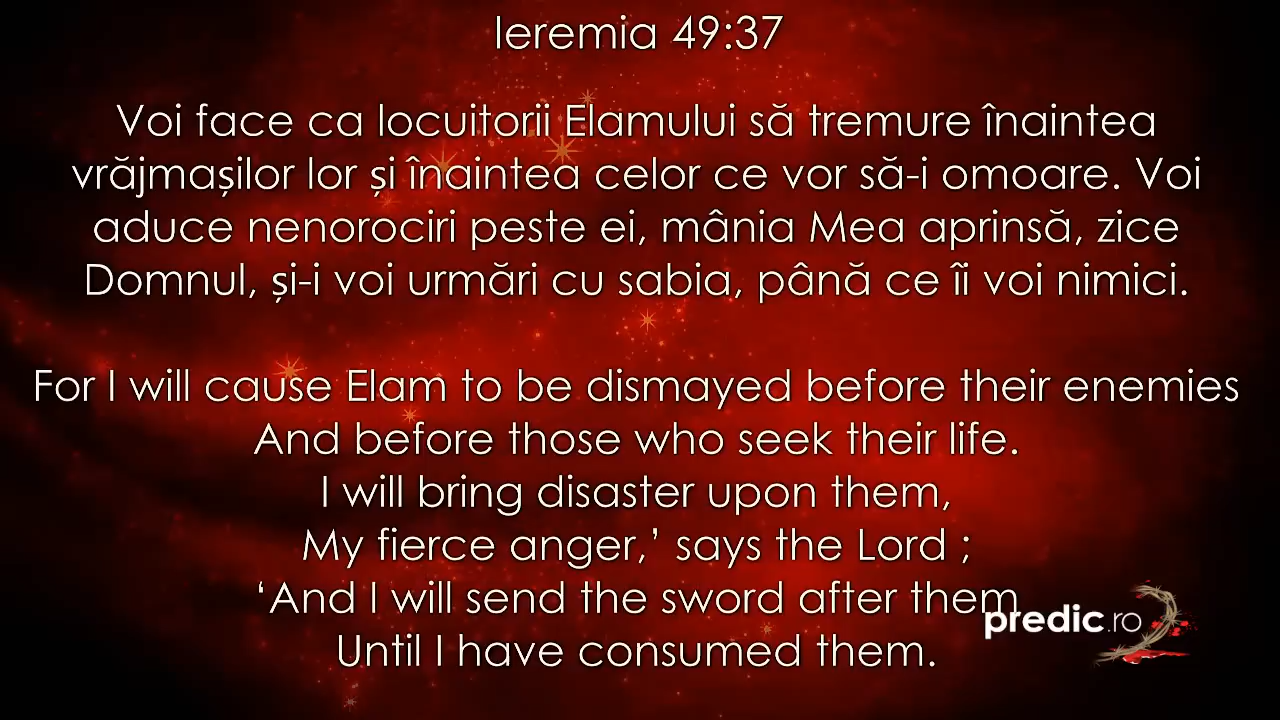 Ieremia 49:37
Voi face ca locuitorii Elamului să tremure înaintea
vrăjmașilor lor și înaintea celor ce vor să-i omoare. Voi
aduce nenorociri peste ei, mânia Mea aprinsă, zice
Domnul, și-i voi urmări cu sabia, până ce îi voi nimici.
For I will cause Elam to be dismayed before their enemies
And before those who seek their life.
I will bring disaster upon them,
My fierce anger,’ says the Lord ;
‘And I will send the sword after them
Until I have consumed them.
predic.ro